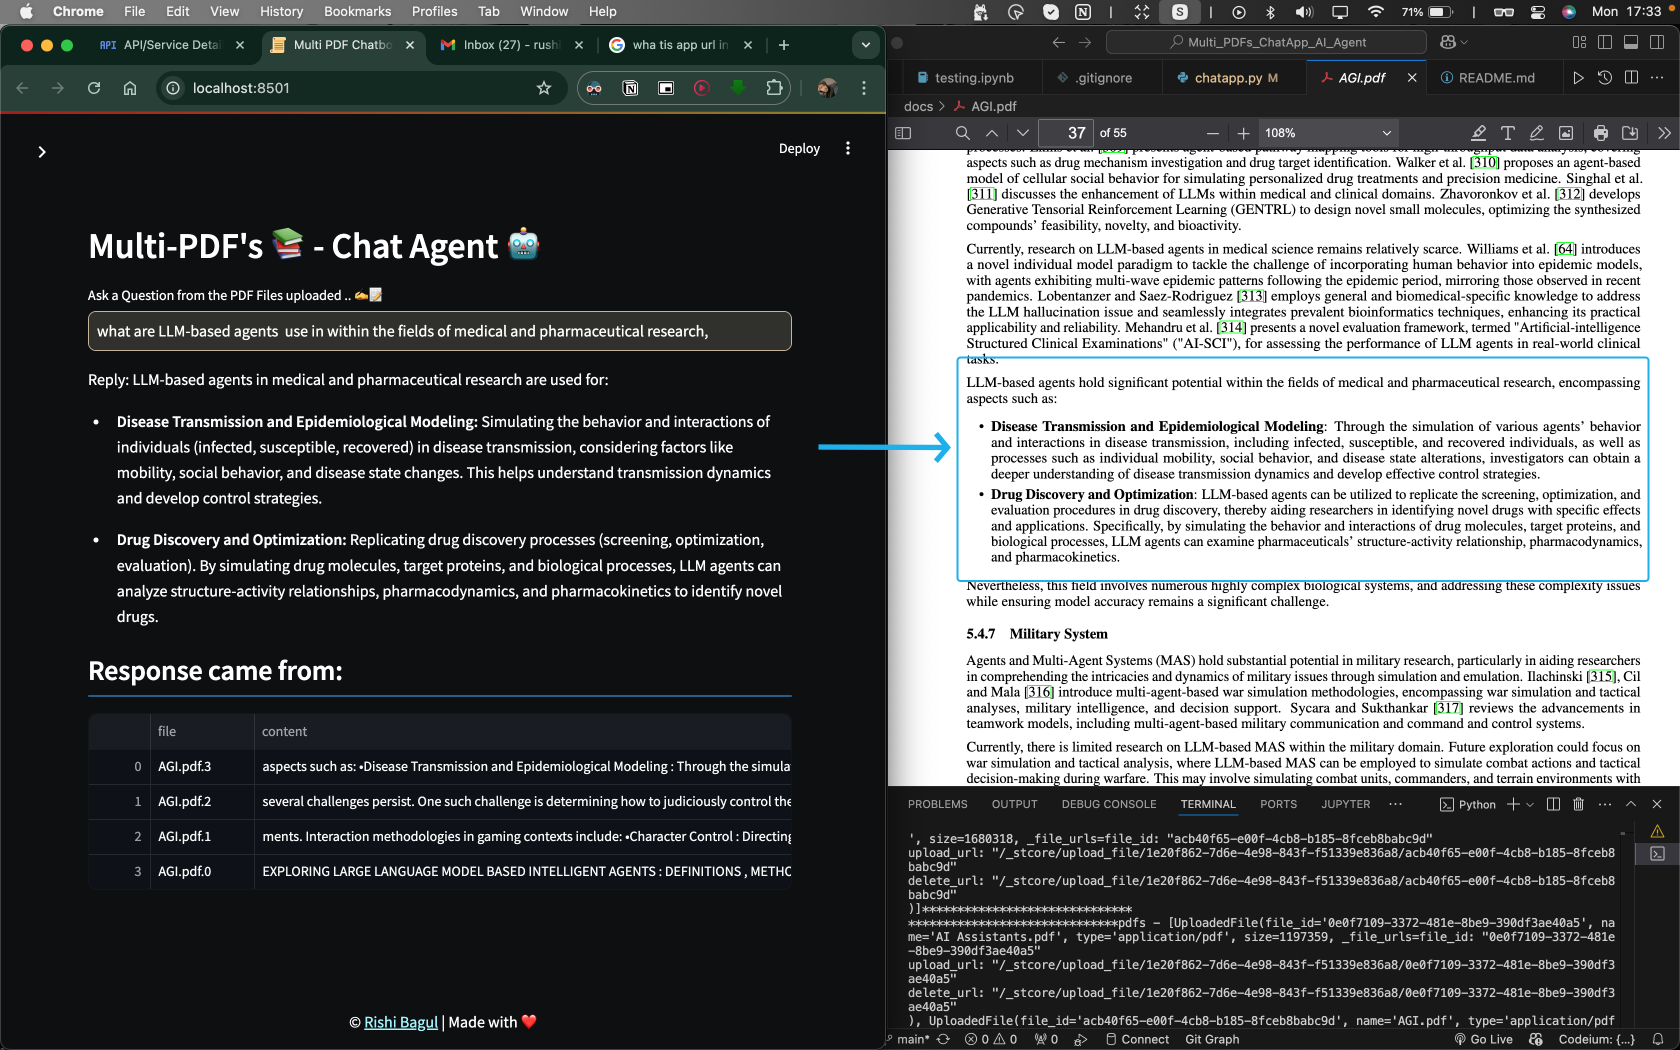 Chrome File Edit View History Bookmarks Profiles Tab Window Help
71% Mon 17:33
API/Service Detai
Multi PDF Chatbo
Inbox (27) - rush
wha tis app url in
localhost:8501
Deploy
Multi-PDF's 📚 - Chat Agent 🤖
Ask a Question from the PDF Files uploaded .. ✍️📝
what are LLM-based agents  use in within the fields of medical and pharmaceutical research,
Reply: LLM-based agents in medical and pharmaceutical research are used for:
• Disease Transmission and Epidemiological Modeling: Simulating the behavior and interactions of
individuals (infected, susceptible, recovered) in disease transmission, considering factors like
mobility, social behavior, and disease state changes. This helps understand transmission dynamics
and develop control strategies.
• Drug Discovery and Optimization: Replicating drug discovery processes (screening, optimization,
evaluation). By simulating drug molecules, target proteins, and biological processes, LLM agents can
analyze structure-activity relationships, pharmacodynamics, and pharmacokinetics to identify novel
drugs.
Response came from:
file content
0 AGI.pdf.3 aspects such as: •Disease Transmission and Epidemiological Modeling : Through the simula
1 AGI.pdf.2 several challenges persist. One such challenge is determining how to judiciously control the
2 AGI.pdf.1 ments. Interaction methodologies in gaming contexts include: •Character Control : Directing
3 AGI.pdf.0 EXPLORING LARGE LANGUAGE MODEL BASED INTELLIGENT AGENTS : DEFINITIONS , METHO
© Rishi Bagul | Made with ❤️
Multi_PDFs_ChatApp_AI_Agent
testing.ipynb
.gitignore
chatapp.py M
AGI.pdf
README.md
docs > AGI.pdf
37 of 55
108%
aspects such as drug mechanism investigation and drug target identification. Walker et al. [310] proposes an agent-based
model of cellular social behavior for simulating personalized drug treatments and precision medicine. Singhal et al.
[311] discusses the enhancement of LLMs within medical and clinical domains. Zhavoronkov et al. [312] develops
Generative Tensorial Reinforcement Learning (GENTRL) to design novel small molecules, optimizing the synthesized
compounds' feasibility, novelty, and bioactivity.
Currently, research on LLM-based agents in medical science remains relatively scarce. Williams et al. [64] introduces
a novel individual model paradigm to tackle the challenge of incorporating human behavior into epidemic models,
with agents exhibiting multi-wave epidemic patterns following the epidemic period, mirroring those observed in recent
pandemics. Lobentanzer and Saez-Rodriguez [313] employs general and biomedical-specific knowledge to address
the LLM hallucination issue and seamlessly integrates prevalent bioinformatics techniques, enhancing its practical
applicability and reliability. Mehandru et al. [314] presents a novel evaluation framework, termed "Artificial-intelligence
Structured Clinical Examinations" ("AI-SCI"), for assessing the performance of LLM agents in real-world clinical
tasks.
LLM-based agents hold significant potential within the fields of medical and pharmaceutical research, encompassing
aspects such as:
• Disease Transmission and Epidemiological Modeling: Through the simulation of various agents' behavior
and interactions in disease transmission, including infected, susceptible, and recovered individuals, as well as
processes such as individual mobility, social behavior, and disease state alterations, investigators can obtain a
deeper understanding of disease transmission dynamics and develop effective control strategies.
• Drug Discovery and Optimization: LLM-based agents can be utilized to replicate the screening, optimization, and
evaluation procedures in drug discovery, thereby aiding researchers in identifying novel drugs with specific effects
and applications. Specifically, by simulating the behavior and interactions of drug molecules, target proteins, and
biological processes, LLM agents can examine pharmaceuticals' structure-activity relationship, pharmacodynamics,
and pharmacokinetics.
Nevertheless, this field involves numerous highly complex biological systems, and addressing these complexity issues
while ensuring model accuracy remains a significant challenge.
5.4.7 Military System
Agents and Multi-Agent Systems (MAS) hold substantial potential in military research, particularly in aiding researchers
in comprehending the intricacies and dynamics of military issues through simulation and emulation. Ilachinski [315], Cil
and Mala [316] introduce multi-agent-based war simulation methodologies, encompassing war simulation and tactical
analyses, military intelligence, and decision support. Sycara and Sukthankar [317] reviews the advancements in
teamwork models, including multi-agent-based military communication and command and control systems.
Currently, there is limited research on LLM-based MAS within the military domain. Future exploration could focus on
war simulation and tactical analysis, where LLM-based MAS can be employed to simulate combat actions and tactical
decision-making during warfare. This may involve simulating combat units, commanders, and terrain environments with
PROBLEMS OUTPUT DEBUG CONSOLE TERMINAL PORTS JUPYTER ··· Python
', size=1680318, _file_urls=file_id: "acb40f65-e00f-4cb8-b185-8fceb8babc9d"
upload_url: "/_stcore/upload_file/1e20f862-7d6e-4e98-843f-f51339e836a8/acb40f65-e00f-4cb8-b185-8fceb8
babc9d"
delete_url: "/_stcore/upload_file/1e20f862-7d6e-4e98-843f-f51339e836a8/acb40f65-e00f-4cb8-b185-8fceb8
babc9d"
)]******************************
******************************pdfs - [UploadedFile(file_id='0e0f7109-3372-481e-8be9-390df3ae40a5', na
me='AI Assistants.pdf', type='application/pdf', size=1197359, _file_urls=file_id: "0e0f7109-3372-481e
-8be9-390df3ae40a5"
upload_url: "/_stcore/upload_file/1e20f862-7d6e-4e98-843f-f51339e836a8/0e0f7109-3372-481e-8be9-390df3
ae40a5"
delete_url: "/_stcore/upload_file/1e20f862-7d6e-4e98-843f-f51339e836a8/0e0f7109-3372-481e-8be9-390df3
ae40a5"
), UploadedFile(file_id='acb40f65-e00f-4cb8-b185-8fceb8babc9d', name='AGI.pdf', type='application/pdf
main* 0 0 0 Connect Git Graph Go Live Codeium: {...}